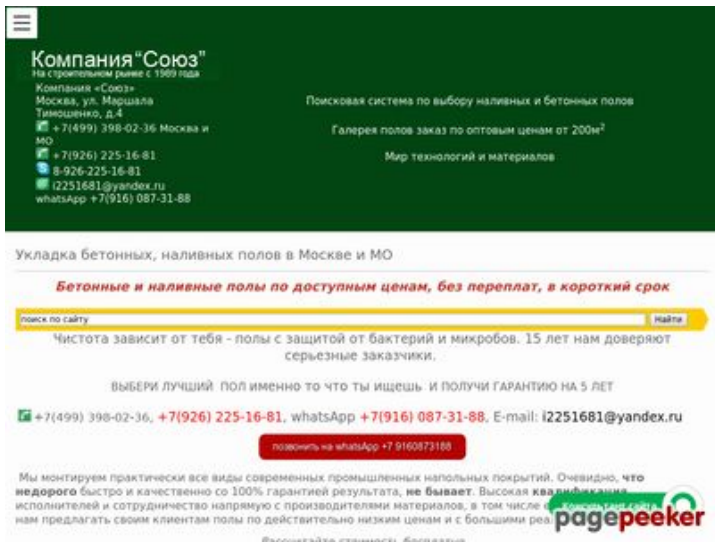 Компания"Союз"
На строительном рынке с 1989 года
Компания «Союз»
Москва, ул. Маршала
Тимошенко, д.4
+7(499) 398-02-36 Москва и
МО
+7(926) 225-16-81
8-926-225-16-81
i2251681@yandex.ru
whatsApp +7(916) 087-31-88
Поисковая система по выбору наливных и бетонных полов
Галерея полов заказ по оптовым ценам от 200м²
Мир технологий и материалов
Укладка бетонных, наливных полов в Москве и МО
Бетонные и наливные полы по доступным ценам, без переплат, в короткий срок
поиск по сайту
Найти
Чистота зависит от тебя - полы с защитой от бактерий и микробов. 15 лет нам доверяют
серьезные заказчики.
ВЫБЕРИ ЛУЧШИЙ ПОЛ ИМЕННО ТО ЧТО ТЫ ИЩЕШЬ И ПОЛУЧИ ГАРАНТИЮ НА 5 ЛЕТ
+7(499) 398-02-36, +7(926) 225-16-81, whatsApp +7(916) 087-31-88, E-mail: i2251681@yandex.ru
позвонить на whatsApp +7 9160873188
Мы монтируем практически все виды современных промышленных напольных покрытий. Очевидно, что
недорого быстро и качественно со 100% гарантией результата, не бывает. Высокая квалификация
исполнителей и сотрудничество напрямую с производителями материалов, в том числе
Консультант сайта
нам предлагать своим клиентам полы по действительно низким ценам и с большими
pagepeeker
Рассчитайте стоимость бесплатно